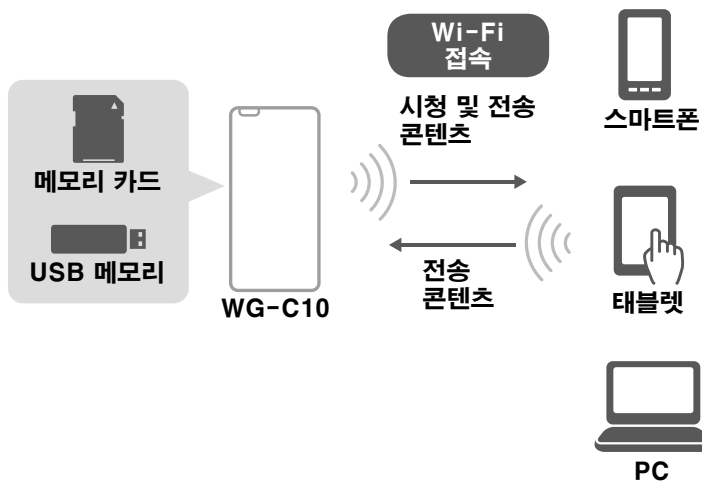 Wi-Fi
접속
시청 및 전송
콘텐츠
스마트폰
메모리 카드
USB 메모리
WG-C10
전송
콘텐츠
태블렛
PC